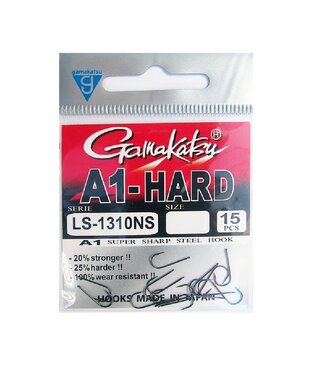 gamakatsu
g
Gamakatsu
A1-HARD
SERIE SIZE
LS-1310NS 15 PCS
A1 SUPER SHARP STEEL HOOK
- 20% stronger !!
- 25% harder !!
- 100% wear resistant !!
HOOKS MADE IN JAPAN